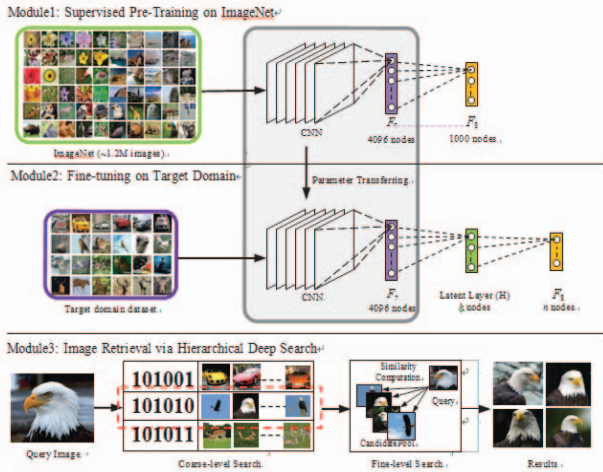 Module1: Supervised Pre-Training on ImageNet
CNN
F₇
4096 nodes
F₈
1000 nodes
ImageNet (~1.2M images)
Module2: Fine-tuning on Target Domain
Parameter Transferring
CNN
F₇
4096 nodes
Latent Layer (H)
h nodes
F₈
n nodes
Target domain dataset
Module3: Image Retrieval via Hierarchical Deep Search
101001
101010
101011
Similarity
Computation
Query
Candidate Pool
Query Image
Coarse-level Search
Fine-level Search
Results